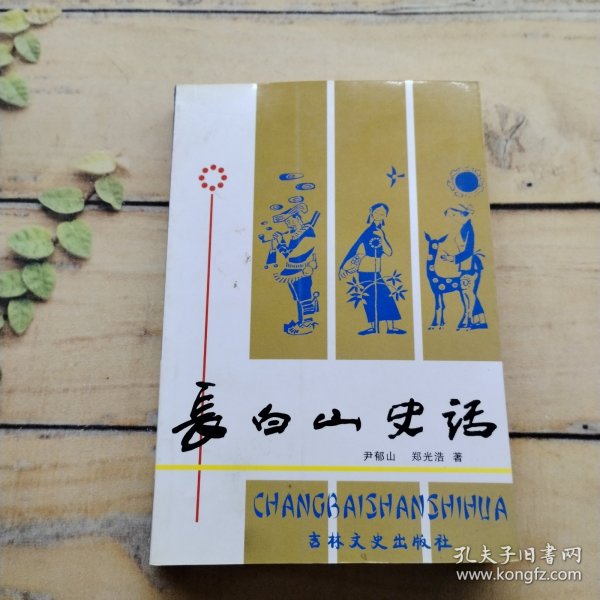 長白山史话
尹郁山 郑光浩 著
CHANGBAISHANSHIHUA
吉林文史出版社
孔夫子旧书网
www.kongfz.com